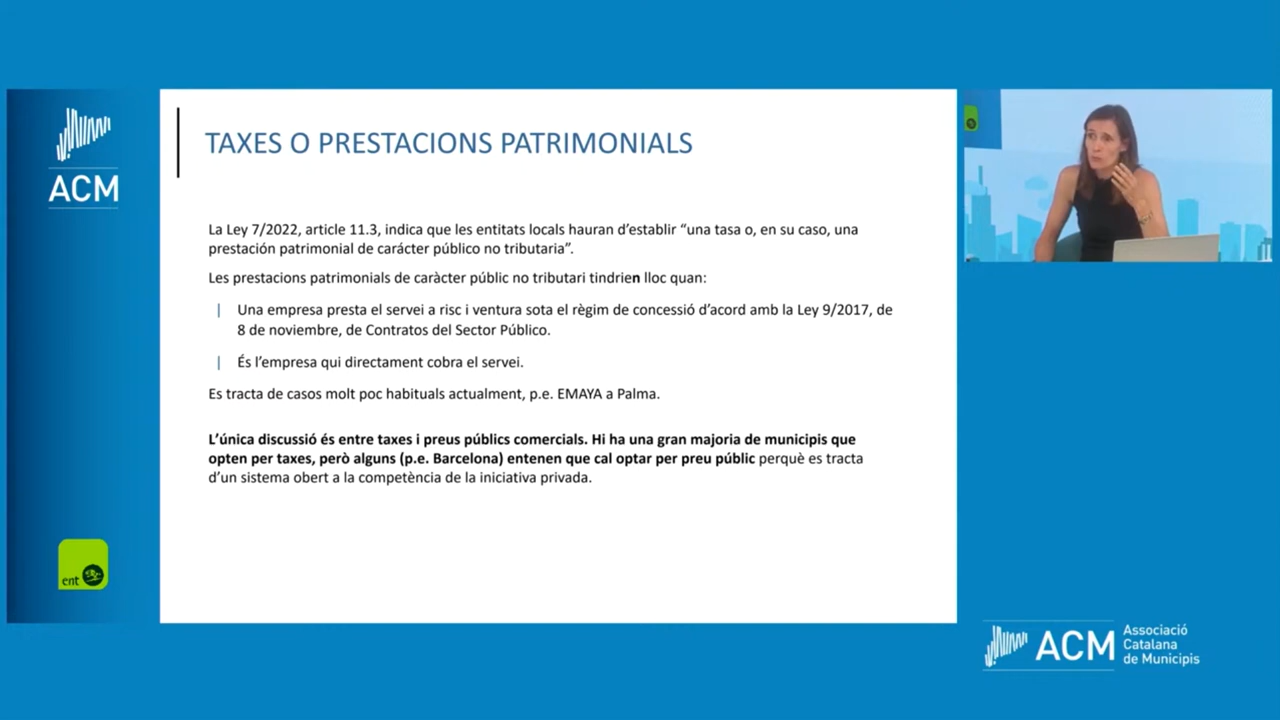 ACM
TAXES O PRESTACIONS PATRIMONIALS
La Ley 7/2022, article 11.3, indica que les entitats locals hauran d’establir “una tasa o, en su caso, una
prestación patrimonial de carácter público no tributaria”.
Les prestacions patrimonials de caràcter públic no tributari tindrien lloc quan:
Una empresa presta el servei a risc i ventura sota el règim de concessió d’acord amb la Ley 9/2017, de
8 de noviembre, de Contratos del Sector Público.
És l’empresa qui directament cobra el servei.
Es tracta de casos molt poc habituals actualment, p.e. EMAYA a Palma.
L’única discussió és entre taxes i preus públics comercials. Hi ha una gran majoria de municipis que
opten per taxes, però alguns (p.e. Barcelona) entenen que cal optar per preu públic perquè es tracta
d’un sistema obert a la competència de la iniciativa privada.
ent
ACM
Associació
Catalana
de Municipis